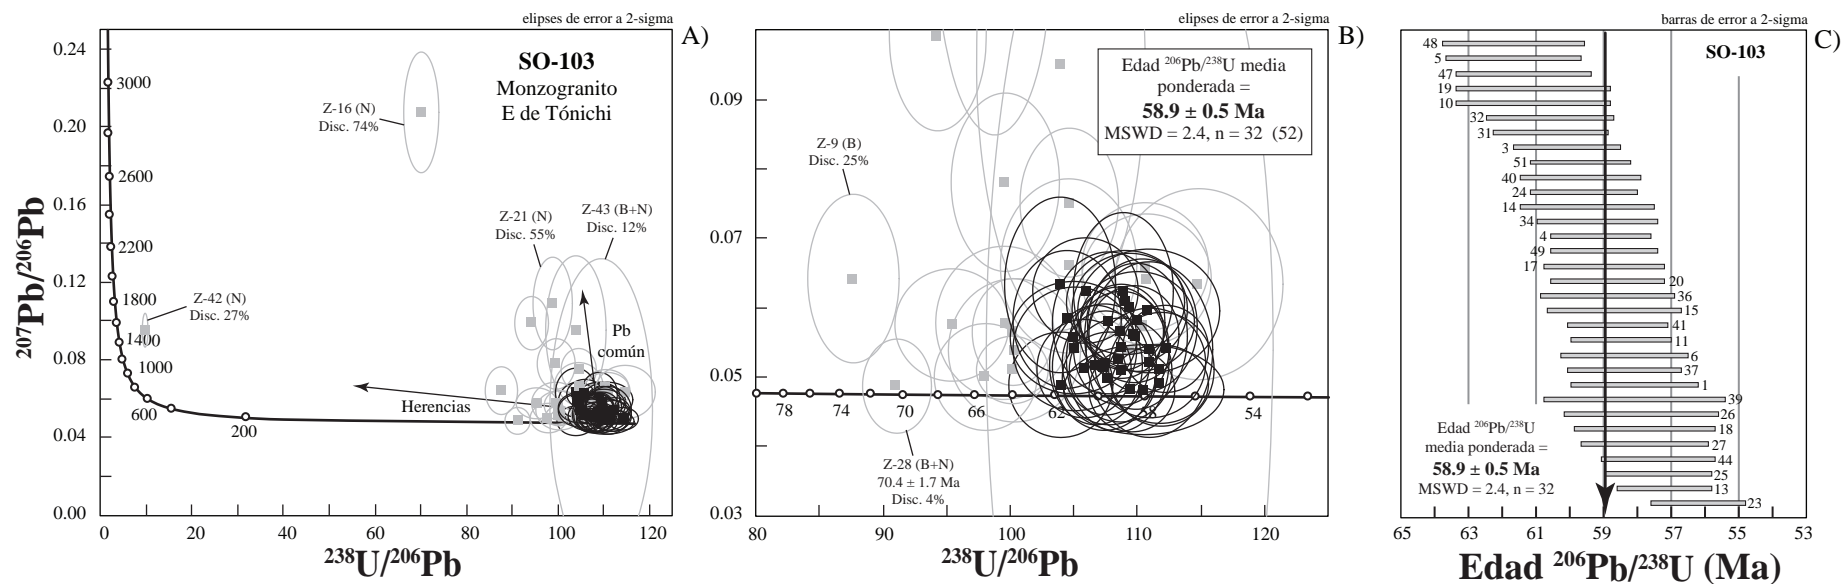 elipses de error a 2-sigma
A)
SO-103
Monzogranito
E de Tónichi
0.24
0.20
0.16
0.12
0.08
0.04
0.00
3000
2600
2200
1800
1400
1000
600
200
Z-16 (N)
Disc. 74%
Z-42 (N)
Disc. 27%
Z-21 (N)
Disc. 55%
Z-43 (B+N)
Disc. 12%
Pb
común
Herencias
0
20
40
60
80
100
120
²⁰⁷Pb/²⁰⁶Pb
²³⁸U/²⁰⁶Pb
elipses de error a 2-sigma
B)
Edad ²⁰⁶Pb/²³⁸U media
ponderada =
58.9 ± 0.5 Ma
MSWD = 2.4, n = 32 (52)
0.09
0.07
0.05
0.03
Z-9 (B)
Disc. 25%
78
74
70
66
62
58
54
Z-28 (B+N)
70.4 ± 1.7 Ma
Disc. 4%
80
90
100
110
120
²³⁸U/²⁰⁶Pb
barras de error a 2-sigma
C)
SO-103
48
5
47
19
10
32
31
3
51
40
24
14
34
4
49
17
20
36
15
41
11
6
37
1
39
26
18
27
44
25
13
23
Edad ²⁰⁶Pb/²³⁸U
media ponderada =
58.9 ± 0.5 Ma
MSWD = 2.4, n = 32
65
63
61
59
57
55
53
Edad ²⁰⁶Pb/²³⁸U (Ma)